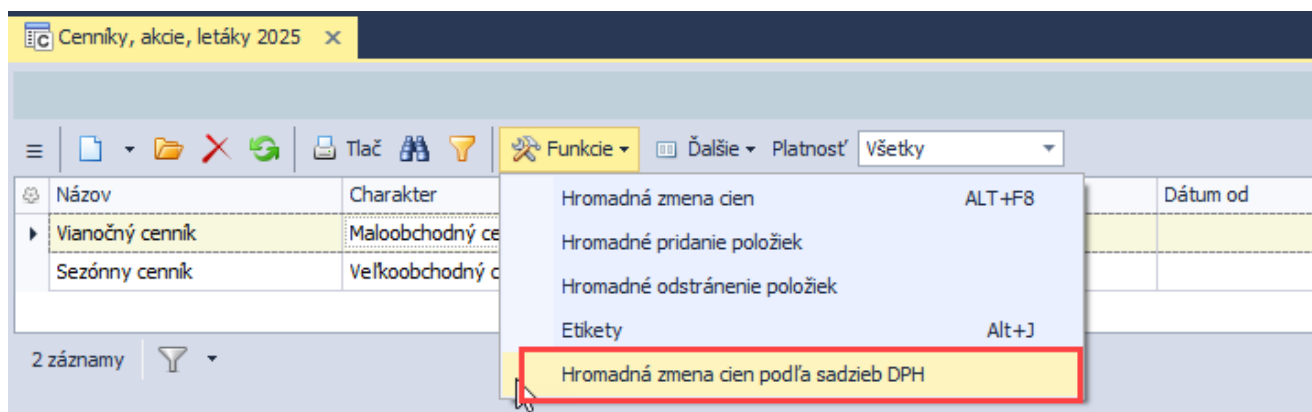 Cenníky, akcie, letáky 2025
Tlač Funkcie Ďalšie Platnosť Všetky
Názov Charakter Dátum od
Hromadná zmena cien ALT+F8
Vianočný cenník Maloobchodný ce
Hromadné pridanie položiek
Sezónny cenník Veľkoobchodný c
Hromadné odstránenie položiek
Etikety Alt+J
2 záznamy
Hromadná zmena cien podľa sadzieb DPH